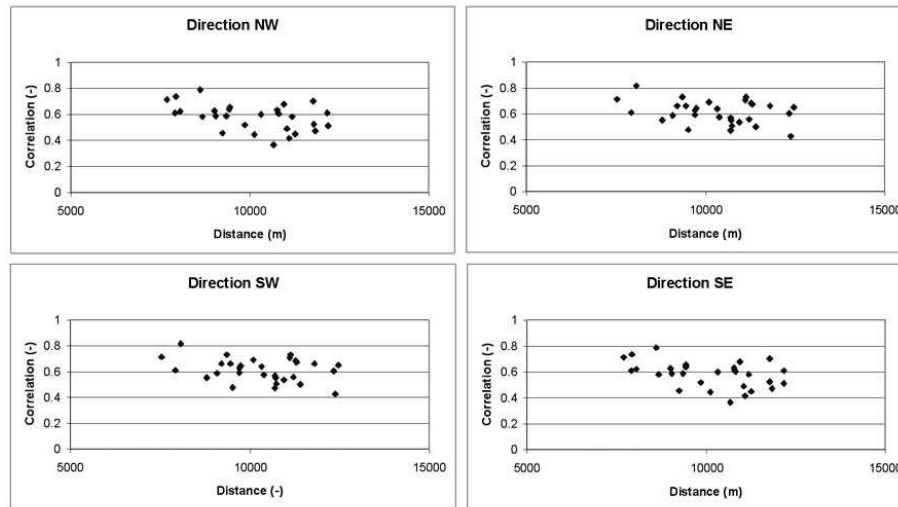 Direction NW
Correlation (-)
1
0.8
0.6
0.4
0.2
0
5000 10000 15000
Distance (m)
Direction NE
Correlation (-)
1
0.8
0.6
0.4
0.2
0
5000 10000 15000
Distance (m)
Direction SW
Correlation (-)
1
0.8
0.6
0.4
0.2
0
5000 10000 15000
Distance (-)
Direction SE
Correlation (-)
1
0.8
0.6
0.4
0.2
0
5000 10000 15000
Distance (m)